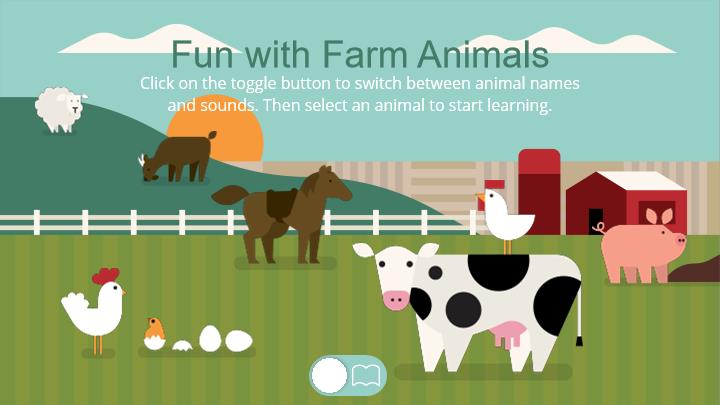 Fun with Farm Animals
Click on the toggle button to switch between animal names
and sounds. Then select an animal to start learning.